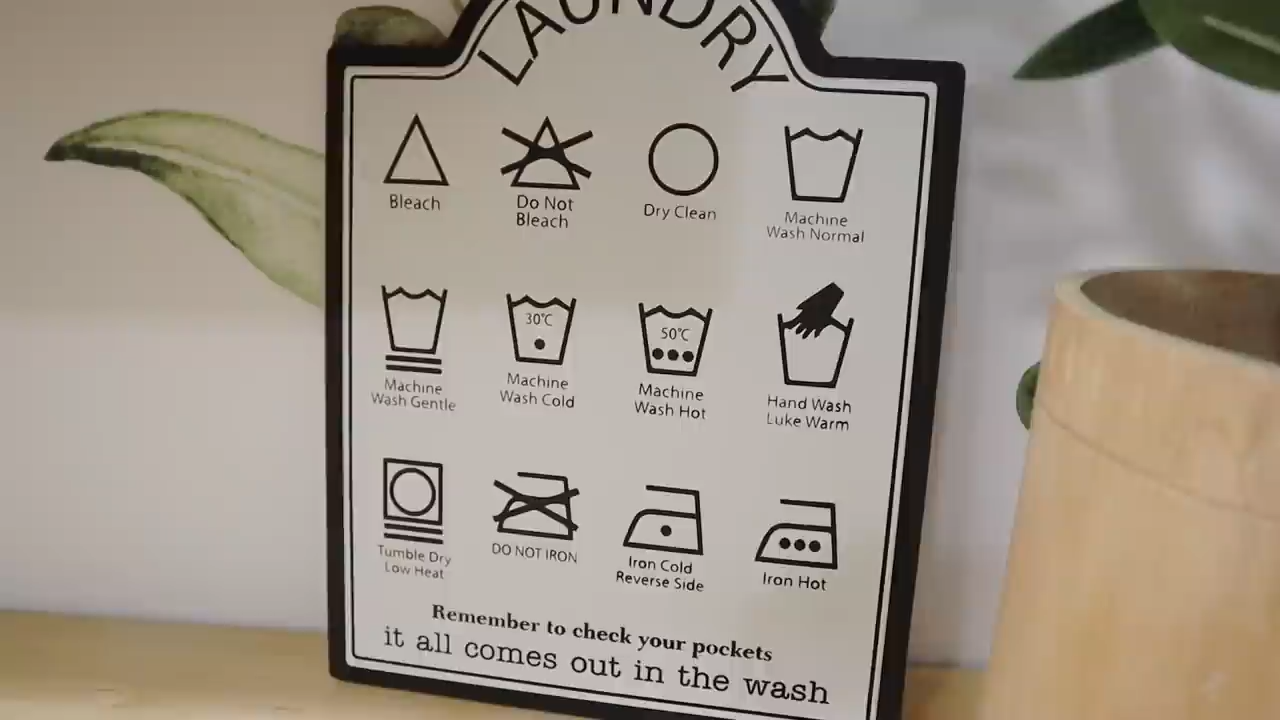 LAUNDRY
Bleach
Do Not
Bleach
Dry Clean
Machine
Wash Normal
Machine
Wash Gentle
30°C
Machine
Wash Cold
50°C
Machine
Wash Hot
Hand Wash
Luke Warm
Tumble Dry
Low Heat
DO NOT IRON
Iron Cold
Reverse Side
Iron Hot
Remember to check your pockets
it all comes out in the wash